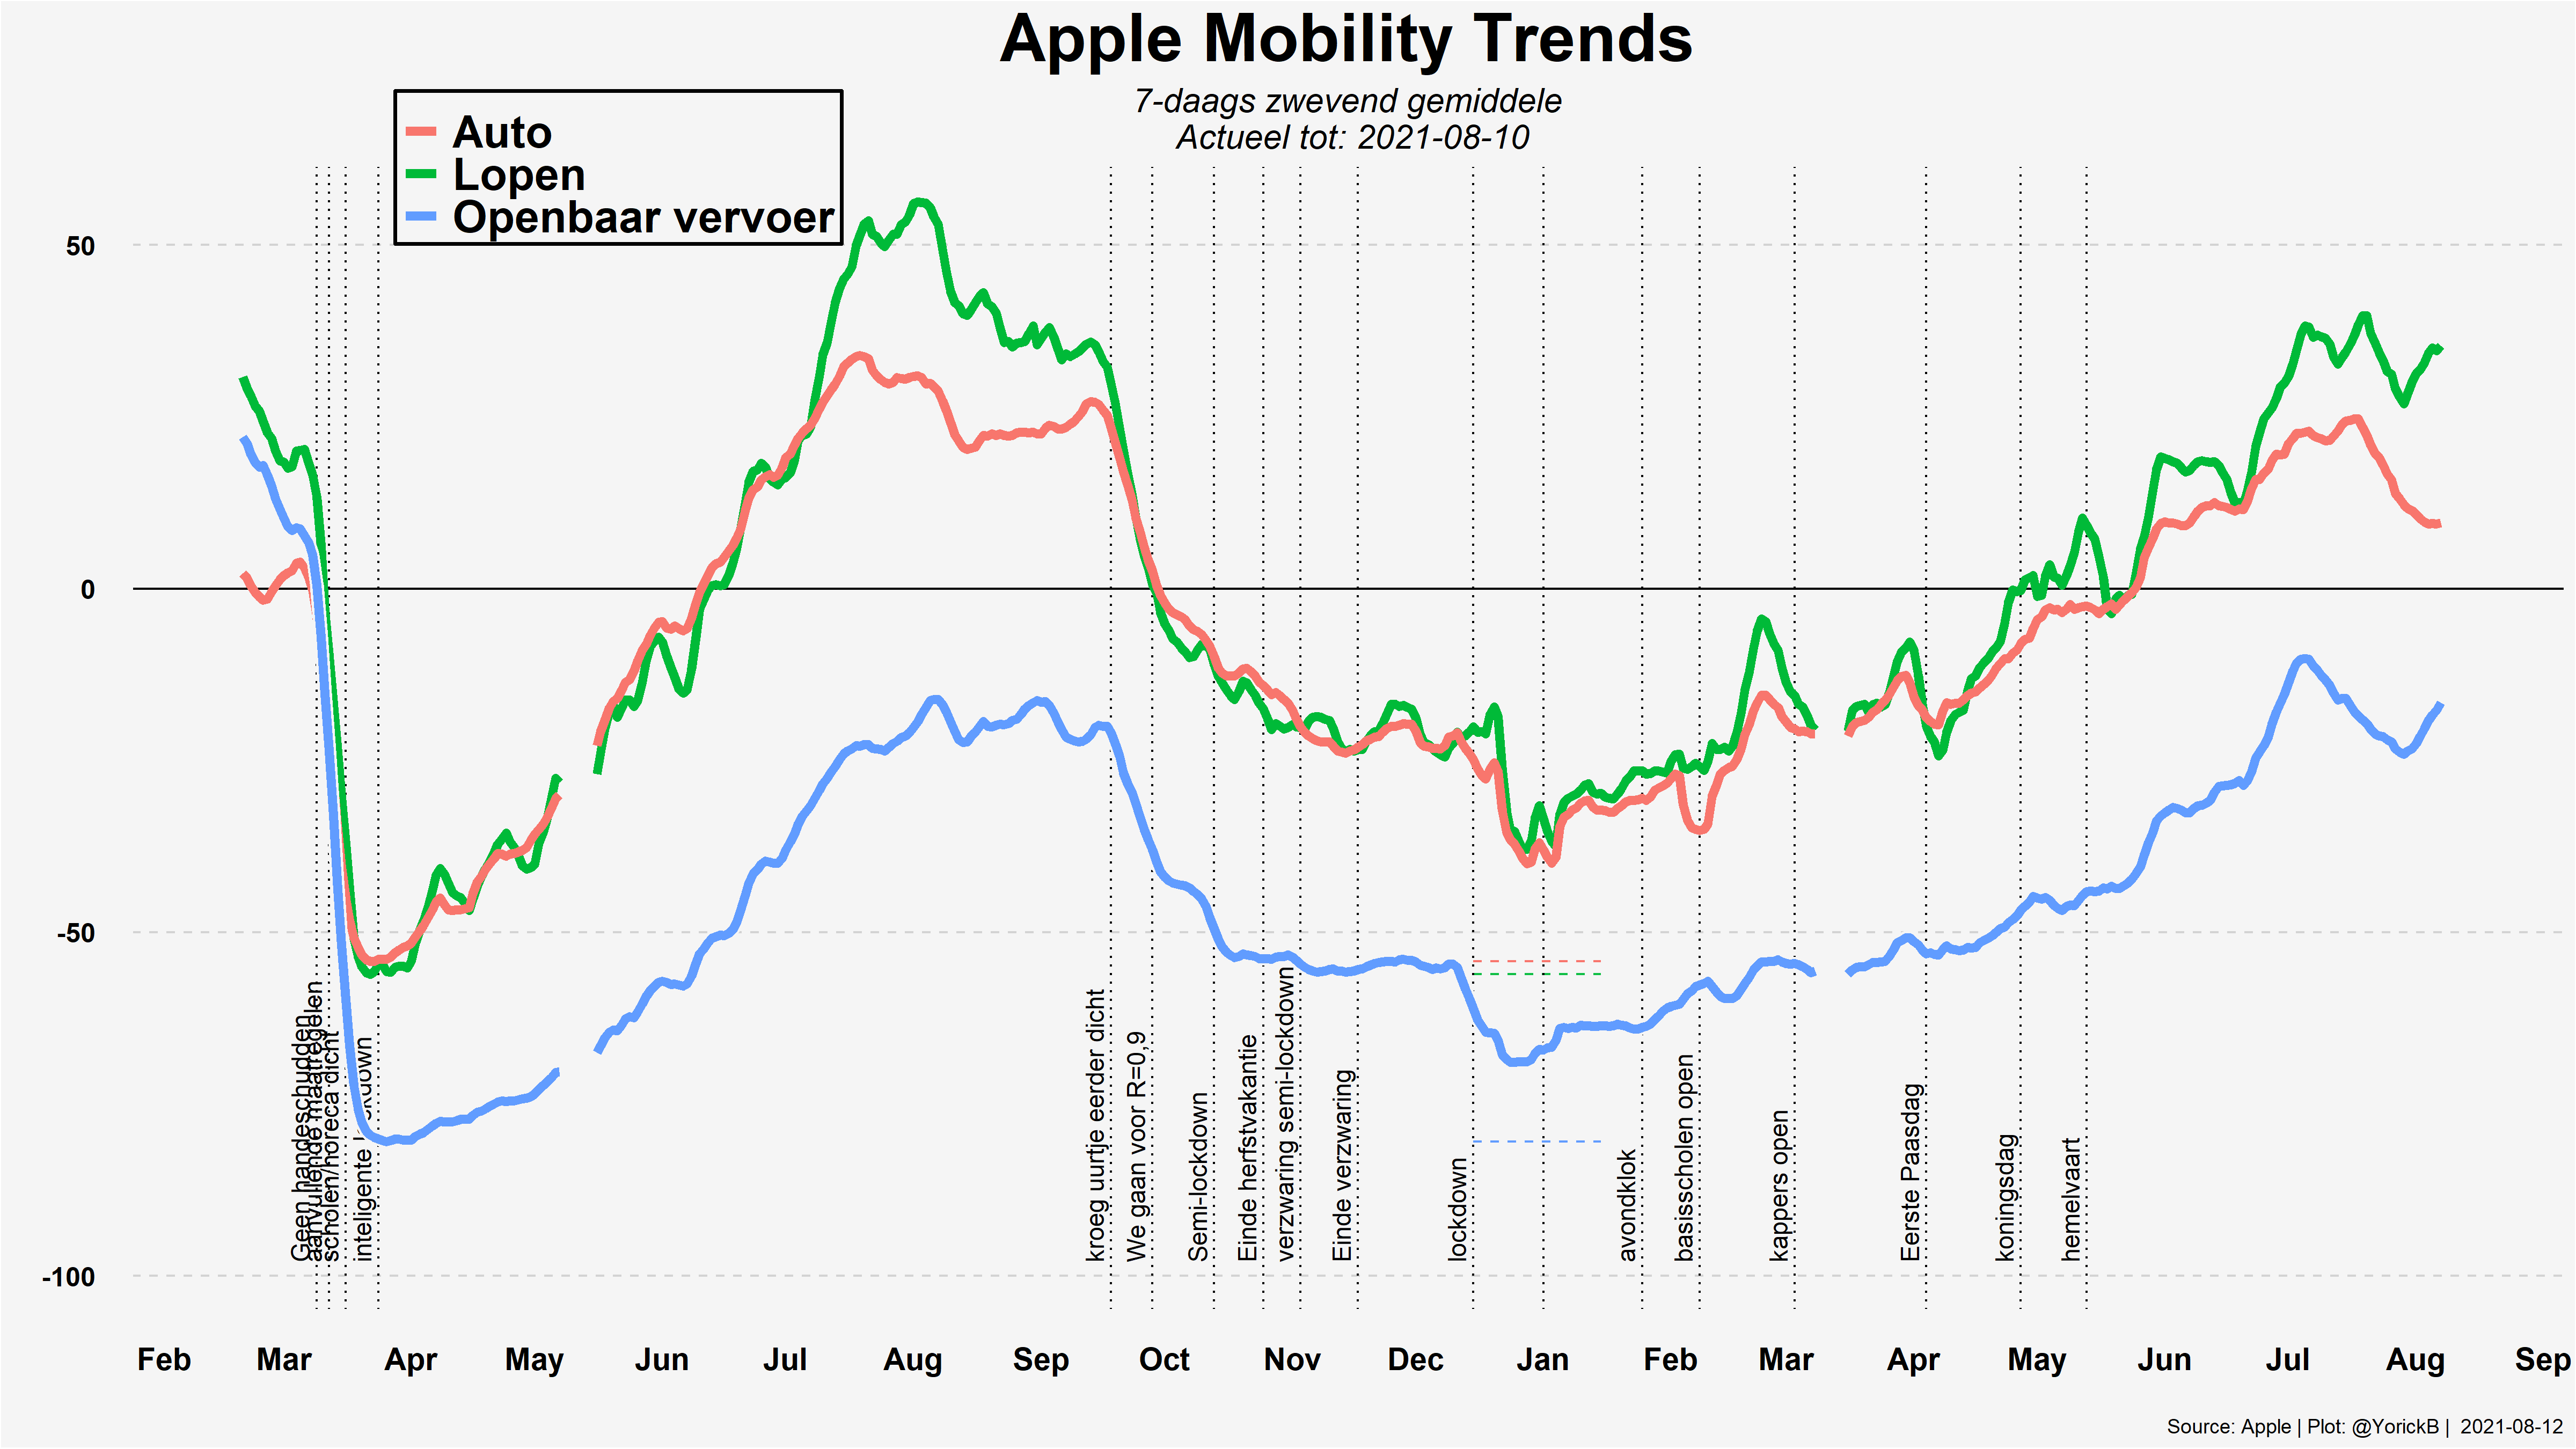 Apple Mobility Trends
7-daags zwevend gemiddele
Actueel tot: 2021-08-10
Auto
Lopen
Openbaar vervoer
50
0
-50
-100
Geen handeschudden
aanvullende maatregelen
scholen/horeca dicht
inteligente
kroeg uurtje eerder dicht
We gaan voor R=0,9
Semi-lockdown
Einde herfstvakantie
verzwaring semi-lockdown
Einde verzwaring
lockdown
avondklok
basisscholen open
kappers open
Eerste Paasdag
koningsdag
hemelvaart
Feb Mar Apr May Jun Jul Aug Sep Oct Nov Dec Jan Feb Mar Apr May Jun Jul Aug Sep
Source: Apple | Plot: @YorickB | 2021-08-12